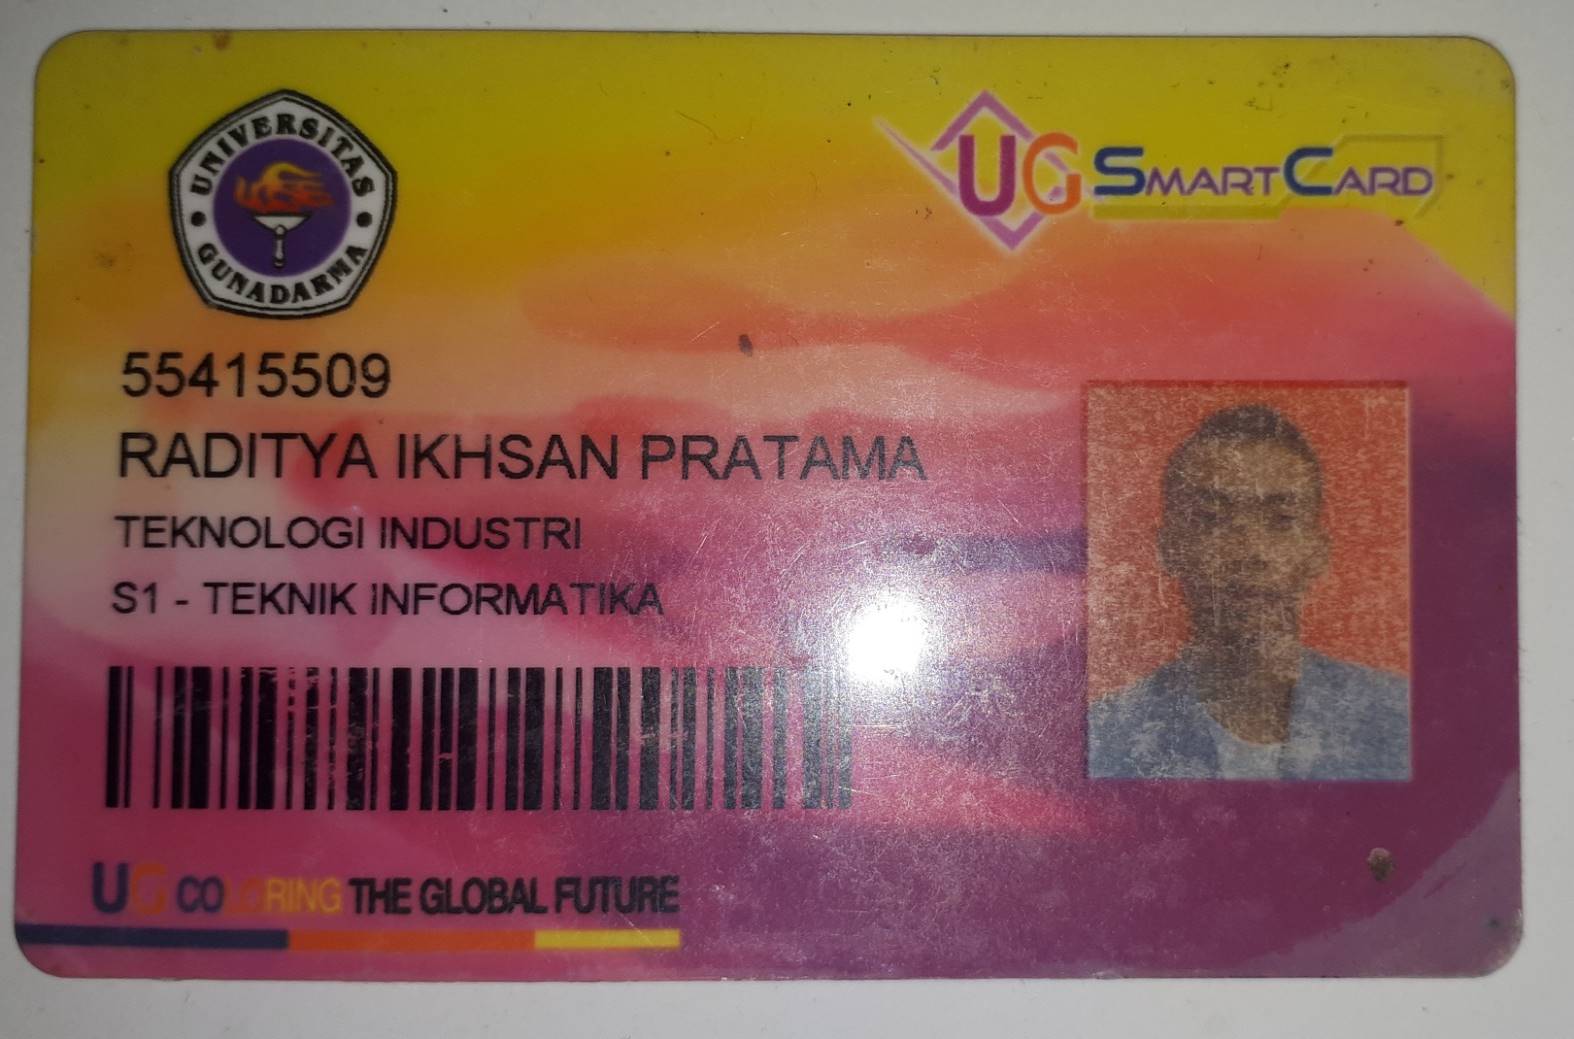 UNIVERSITAS
GUNADARMA
UG SMARTCARD
55415509
RADITYA IKHSAN PRATAMA
TEKNOLOGI INDUSTRI
S1 - TEKNIK INFORMATIKA
UG COLORING THE GLOBAL FUTURE